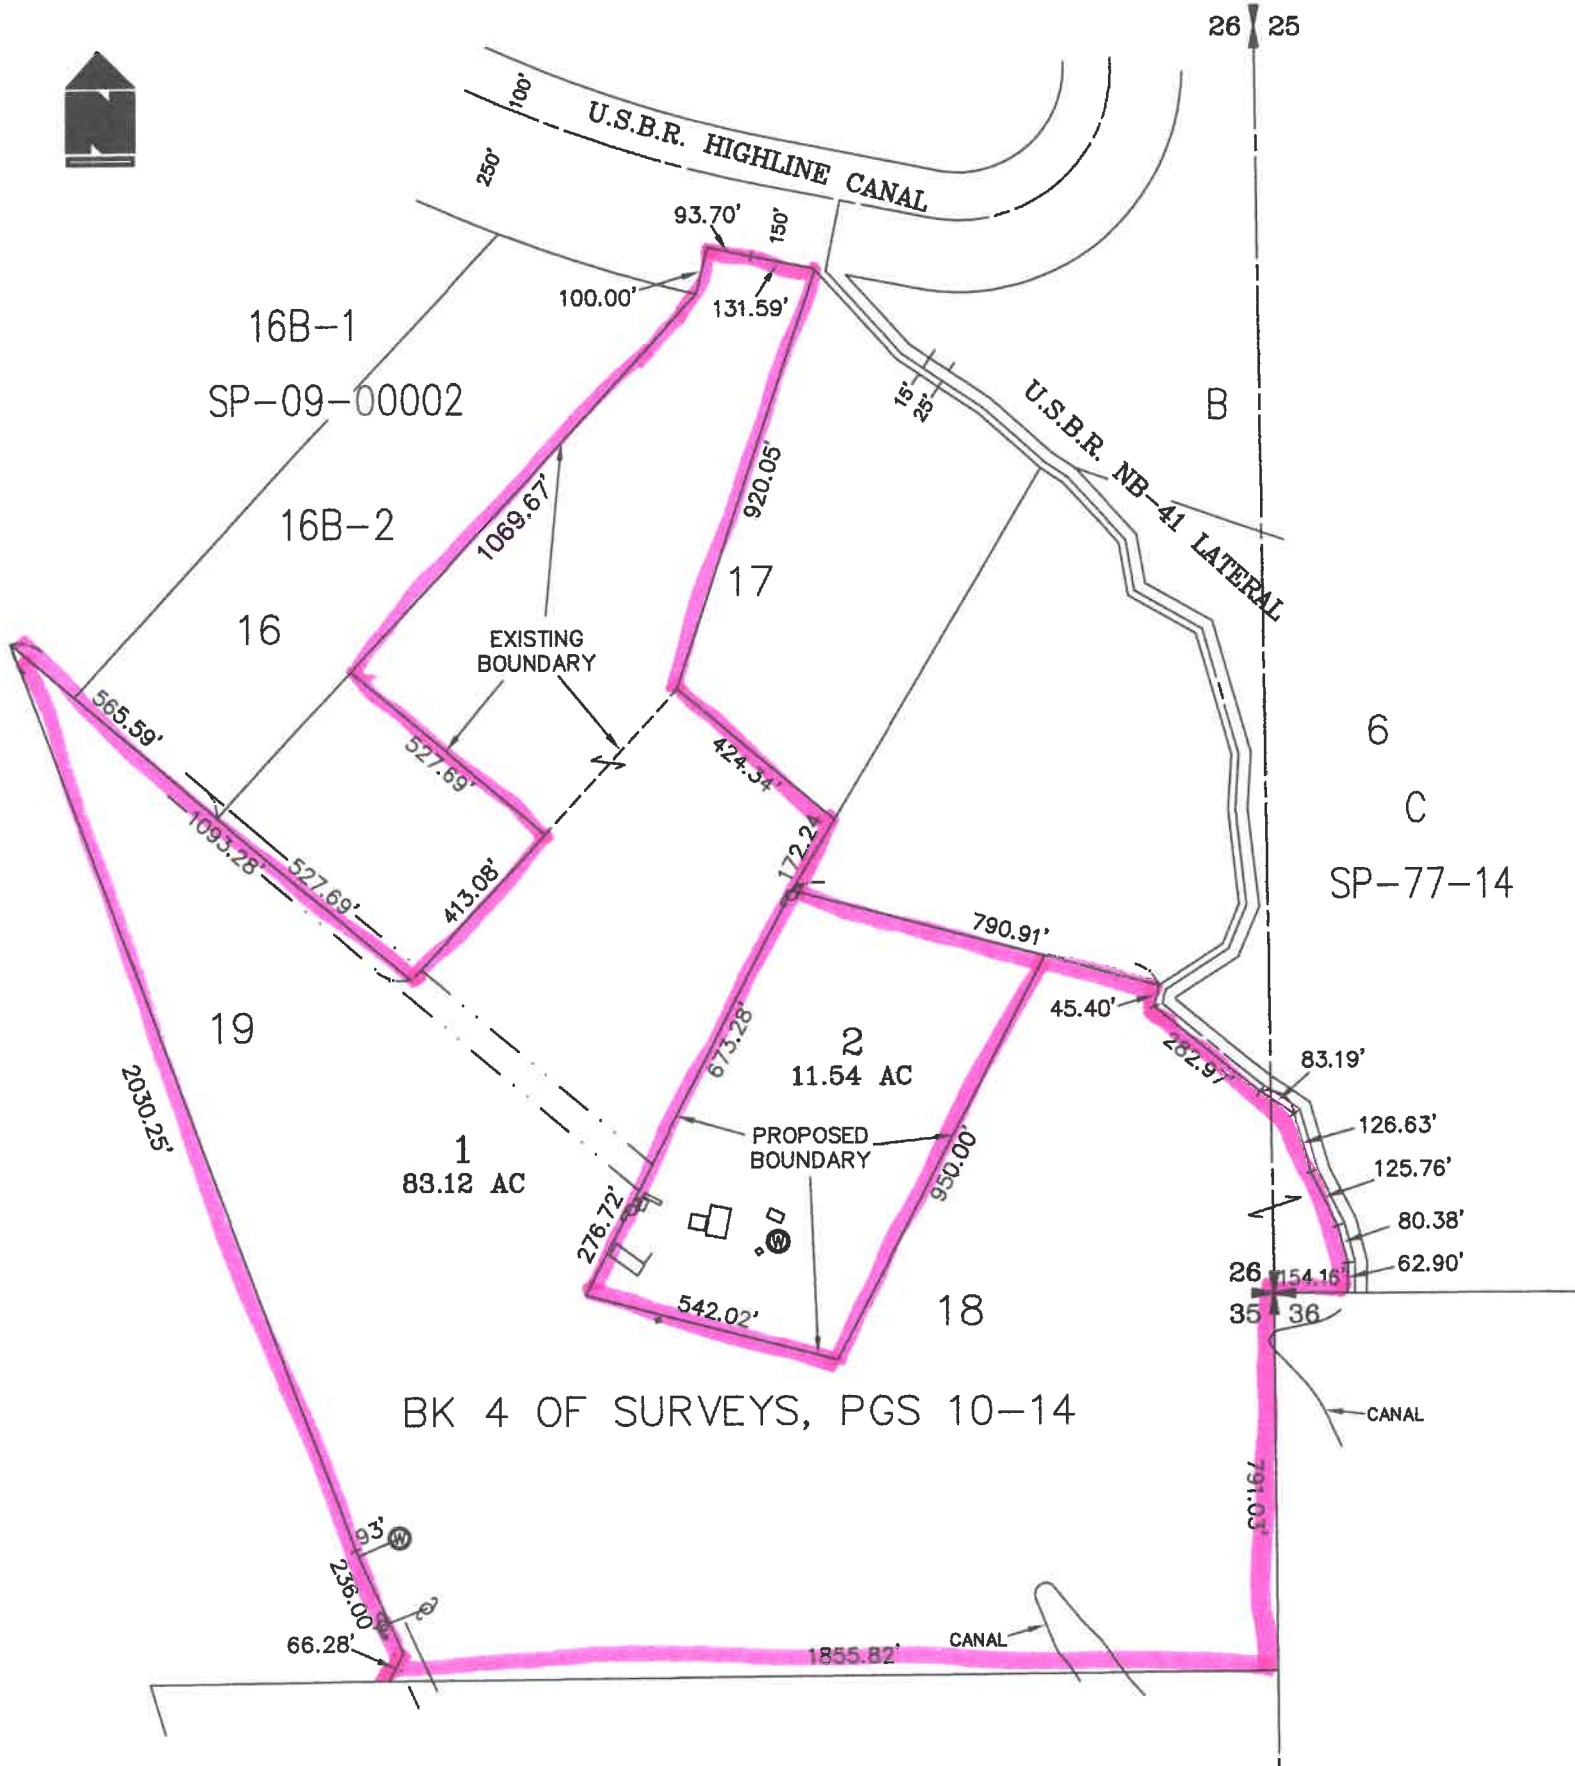 26 25
N
100'
U.S.B.R. HIGHLINE CANAL
250'
93.70'
150'
100.00'
131.59'
16B-1
SP-09-00002
15'
25'
U.S.B.R. NB-41 LATERAL
B
920.05'
1069.67'
16B-2
17
16
EXISTING
BOUNDARY
565.59'
527.69'
424.34'
6
C
SP-77-14
1093.28'
527.69'
413.08'
172.24'
790.91'
45.40'
282.97'
83.19'
19
673.28'
2
11.54 AC
2030.25'
126.63'
PROPOSED
BOUNDARY
950.00'
125.76'
1
83.12 AC
276.72'
W
80.38'
62.90'
26
154.16'
35 36
542.02'
18
BK 4 OF SURVEYS, PGS 10-14
CANAL
791.03'
93'
W
236.00'
66.28'
CANAL
1855.82'